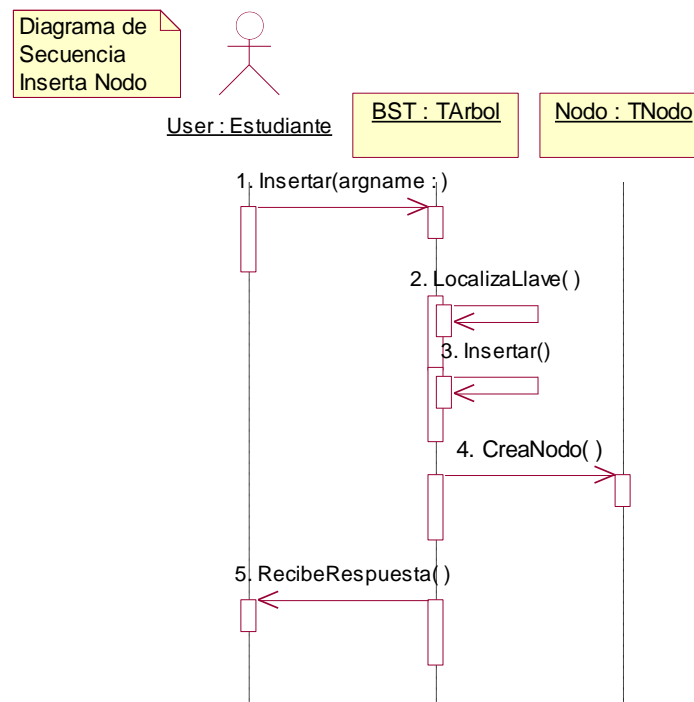 Diagrama de
Secuencia
Inserta Nodo
User : Estudiante
BST : TArbol
Nodo : TNodo
1. Insertar(argname : )
2. LocalizaLlave( )
3. Insertar()
4. CreaNodo( )
5. RecibeRespuesta( )